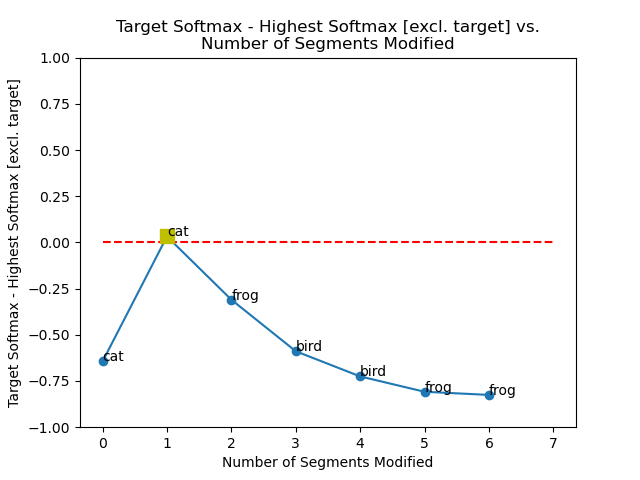 Target Softmax - Highest Softmax [excl. target] vs.
Number of Segments Modified
Target Softmax - Highest Softmax [excl. target]
1.00
0.75
0.50
0.25
0.00
−0.25
−0.50
−0.75
−1.00
cat
cat
frog
bird
bird
frog
frog
0 1 2 3 4 5 6 7
Number of Segments Modified